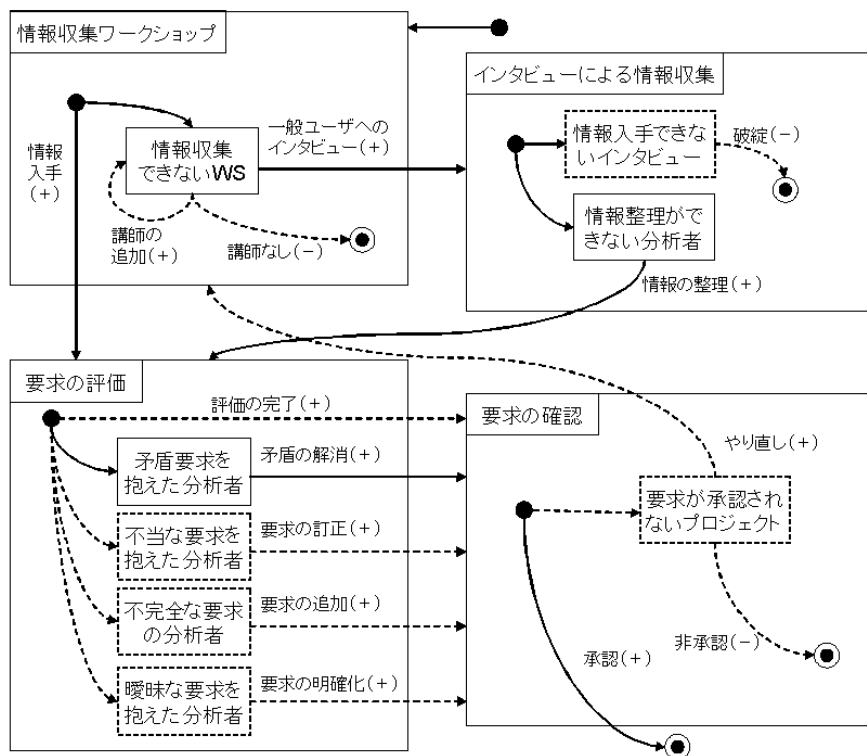 情報収集ワークショップ
情報
入手
(+)
情報収集
できないWS
一般ユーザへの
インタビュー(+)
講師の
追加(+)
講師なし(−)
インタビューによる情報収集
情報入手できな
いインタビュー
破綻(−)
情報整理がで
きない分析者
情報の整理(+)
要求の評価
評価の完了(+)
矛盾要求を
抱えた分析者
矛盾の解消(+)
不当な要求を
抱えた分析者
要求の訂正(+)
不完全な要求
の分析者
要求の追加(+)
曖昧な要求を
抱えた分析者
要求の明確化(+)
要求の確認
やり直し(+)
要求が承認され
ないプロジェクト
承認(+)
非承認(−)